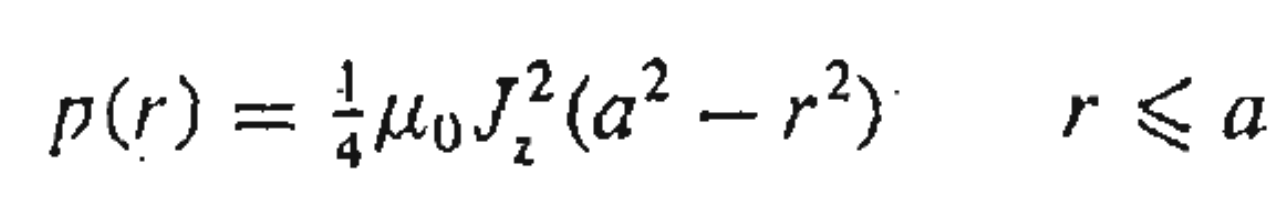 p(r) = ¼μ₀J_z²(a² − r²)    r ⩽ a